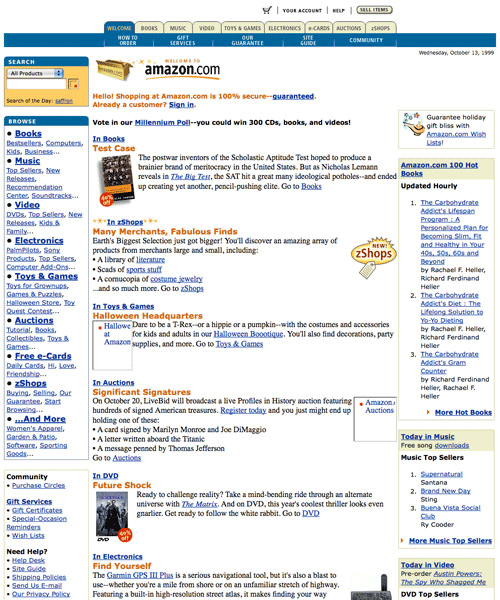 YOUR ACCOUNT | HELP | SELL ITEMS
WELCOME BOOKS MUSIC VIDEO TOYS & GAMES ELECTRONICS e-CARDS AUCTIONS zSHOPS
HOW TO ORDER GIFT SERVICES OUR GUARANTEE SITE GUIDE COMMUNITY
Wednesday, October 13, 1999
SEARCH
All Products
Search of the Day: saffron
WELCOME TO
amazon.com
Hello! Shopping at Amazon.com is 100% secure--guaranteed.
Already a customer? Sign in.
Vote in our Millennium Poll--you could win 300 CDs, books, and videos!
BROWSE
• Books
Bestsellers, Computers,
Kids, Business...
• Music
Top Sellers, New
Releases,
Recommendation
Center, Soundtracks...
• Video
DVDs, Top Sellers, New
Releases, Kids &
Family...
• Electronics
PalmPilots, Sony
Products, Top Sellers,
Computer Add-Ons...
• Toys & Games
Toys for Grownups,
Games & Puzzles,
Halloween Store, Toy
Quest Contest...
• Auctions
Tutorial, Books,
Collectibles, Toys &
Games...
• Free e-Cards
Daily Cards, Hi, Love,
Friendship...
• zShops
Buying, Selling, Our
Guarantee, Start
Browsing...
• ...And More
Women's Apparel,
Garden & Patio,
Software, Sporting
Goods...
Community
• Purchase Circles
Gift Services
• Gift Certificates
• Special-Occasion
Reminders
• Wish Lists
Need Help?
• Help Desk
• Site Guide
• Shipping Policies
• Send Us E-mail
• Our Privacy Policy
In Books
Test Case
40% off
The postwar inventors of the Scholastic Aptitude Test hoped to produce a
brainier brand of meritocracy in the United States. But as Nicholas Lemann
reveals in The Big Test, the SAT hit a great many ideological potholes--and ended
up creating yet another, pencil-pushing elite. Go to Books
In zShops
Many Merchants, Fabulous Finds
Earth's Biggest Selection just got bigger! You'll discover an amazing array of
products from merchants large and small, including:
• A library of literature
• Scads of sports stuff
• A cornucopia of costume jewelry
...and so much more. Go to zShops
NEW!
zShops
In Toys & Games
Halloween Headquarters
Hallowe
at
Amazon
Dare to be a T-Rex--or a hippie or a pumpkin--with the costumes and accessories
for kids and adults in our Halloween Boootique. You'll also find decorations, party
supplies, and more. Go to Toys & Games
In Auctions
Significant Signatures
On October 20, LiveBid will broadcast a live Profiles in History auction featuring
hundreds of signed American treasures. Register today and you just might end up
holding one of these:
• A card signed by Marilyn Monroe and Joe DiMaggio
• A letter written aboard the Titanic
• A message penned by Thomas Jefferson
Go to Auctions
Amazon
Auctions
In DVD
Future Shock
DVD
40% off
Ready to challenge reality? Take a mind-bending ride through an alternate
universe with The Matrix. And on DVD, this year's coolest thriller looks even
gnarlier. Get ready to follow the white rabbit. Go to DVD
In Electronics
Find Yourself
The Garmin GPS III Plus is a serious navigational tool, but it's also a blast to
use--whether you're a mile from shore or on an unfamiliar stretch of highway.
Featuring a built-in high-resolution street atlas, it makes finding your way
Guarantee holiday
gift bliss with
Amazon.com Wish
Lists!
Amazon.com 100 Hot
Books
Updated Hourly
1. The Carbohydrate
Addict's Lifespan
Program : A
Personalized Plan for
Becoming Slim, Fit
and Healthy in Your
40s, 50s, 60s and
Beyond
by Rachael F. Heller,
Richard Ferdinand
Heller
2. The Carbohydrate
Addict's Diet : The
Lifelong Solution to
Yo-Yo Dieting
by Rachael F. Heller,
Richard Ferdinand
Heller
3. The Carbohydrate
Addict's Gram
Counter
by Richard F. Heller,
Rachael F. Heller
More Hot Books
Today in Music
Free song downloads
Music Top Sellers
1. Supernatural
Santana
2. Brand New Day
Sting
3. Buena Vista Social
Club
Ry Cooder
More Music Top Sellers
Today in Video
Pre-order Austin Powers:
The Spy Who Shagged Me
DVD Top Sellers